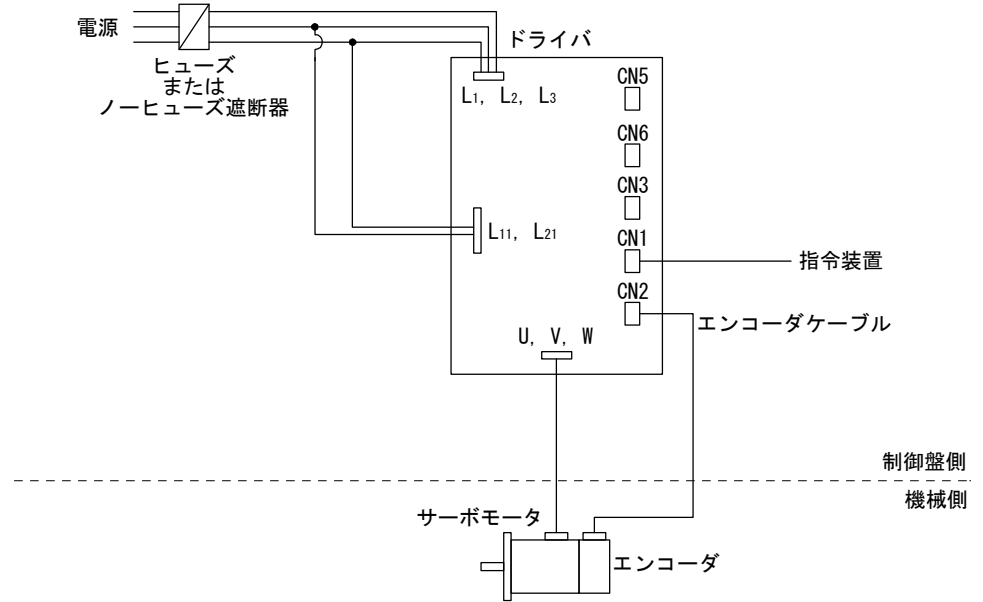 電源
ヒューズ
または
ノーヒューズ遮断器
ドライバ
L1, L2, L3
CN5
CN6
CN3
L11, L21
CN1
指令装置
CN2
エンコーダケーブル
U, V, W
制御盤側
機械側
サーボモータ
エンコーダ